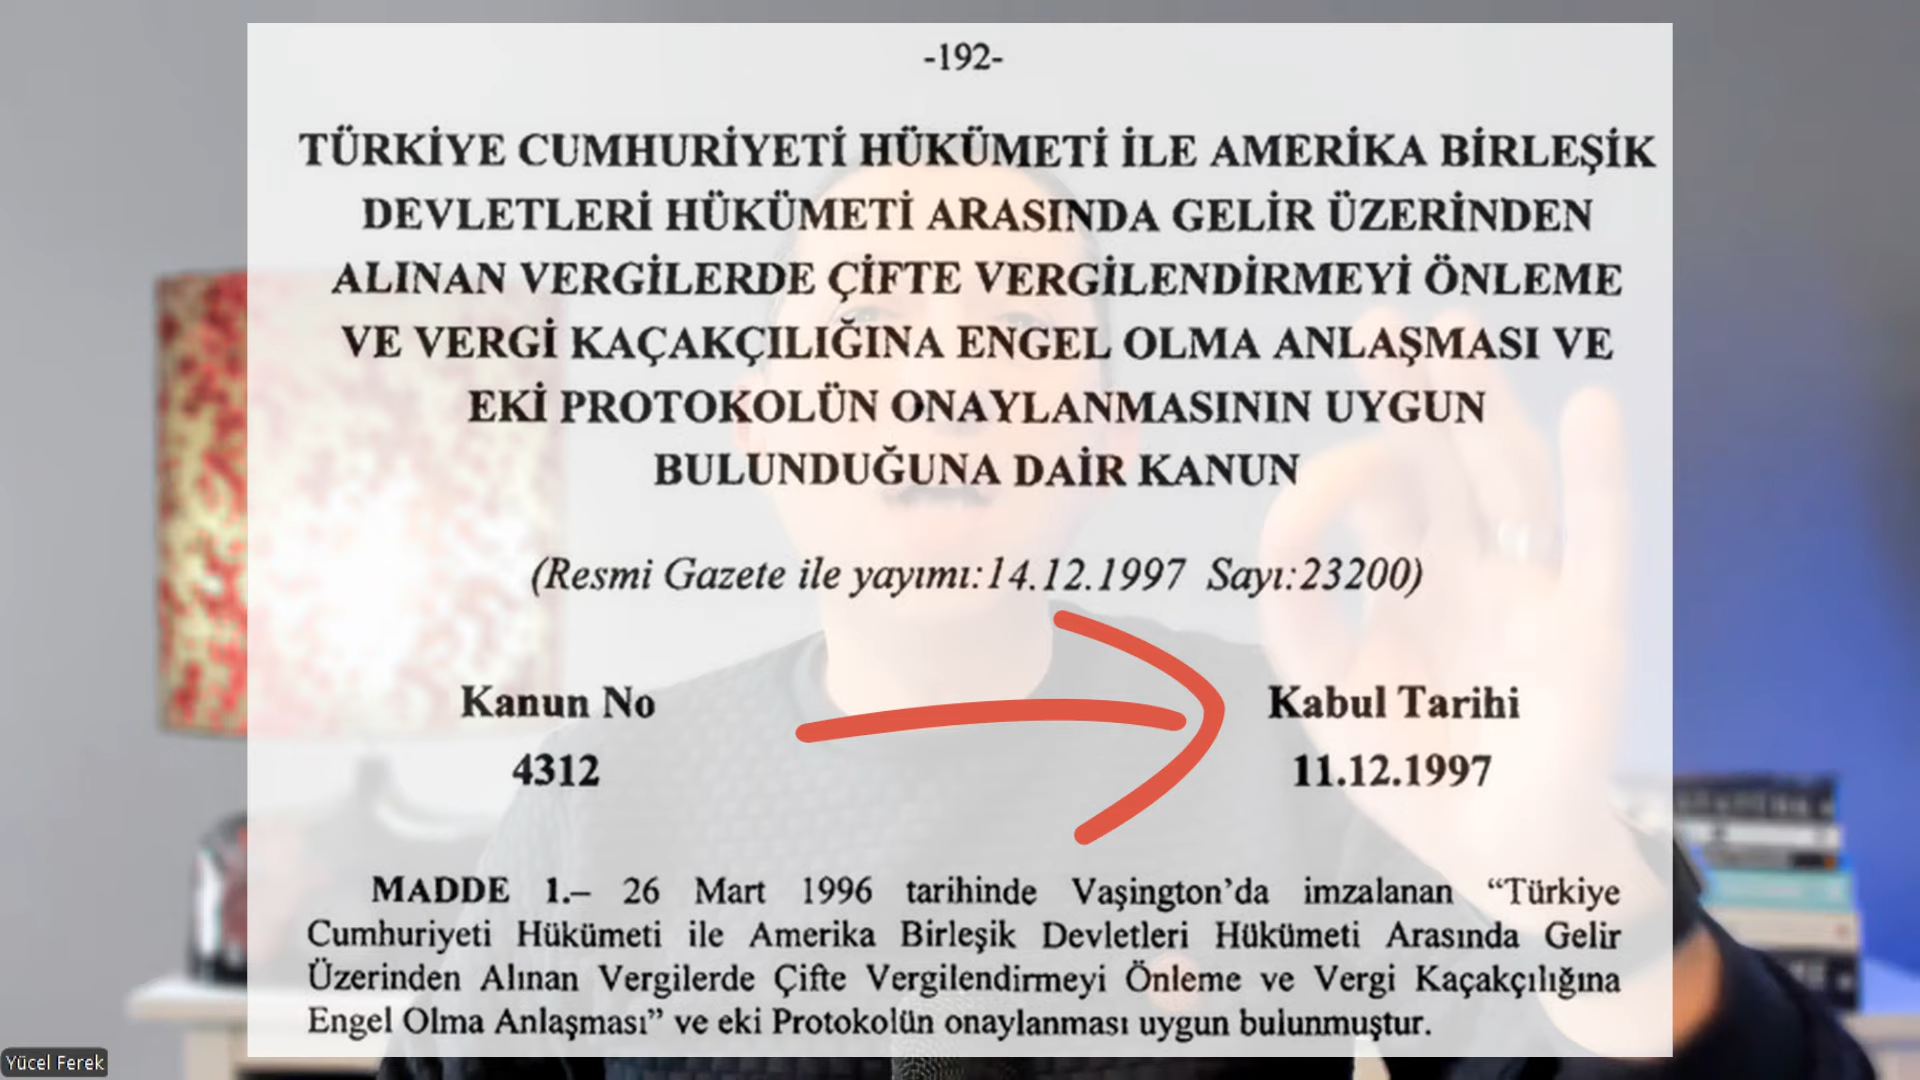 -192-
TÜRKİYE CUMHURİYETİ HÜKÜMETİ İLE AMERİKA BİRLEŞİK
DEVLETLERİ HÜKÜMETİ ARASINDA GELİR ÜZERİNDEN
ALINAN VERGİLERDE ÇİFTE VERGİLENDİRMEYİ ÖNLEME
VE VERGİ KAÇAKÇILIĞINA ENGEL OLMA ANLAŞMASI VE
EKİ PROTOKOLÜN ONAYLANMASININ UYGUN
BULUNDUĞUNA DAİR KANUN
(Resmi Gazete ile yayımı:14.12.1997 Sayı:23200)
Kanun No Kabul Tarihi
4312 11.12.1997
MADDE 1.– 26 Mart 1996 tarihinde Vaşington’da imzalanan “Türkiye
Cumhuriyeti Hükümeti ile Amerika Birleşik Devletleri Hükümeti Arasında Gelir
Üzerinden Alınan Vergilerde Çifte Vergilendirmeyi Önleme ve Vergi Kaçakçılığına
Engel Olma Anlaşması” ve eki Protokolün onaylanması uygun bulunmuştur.
Yücel Ferek